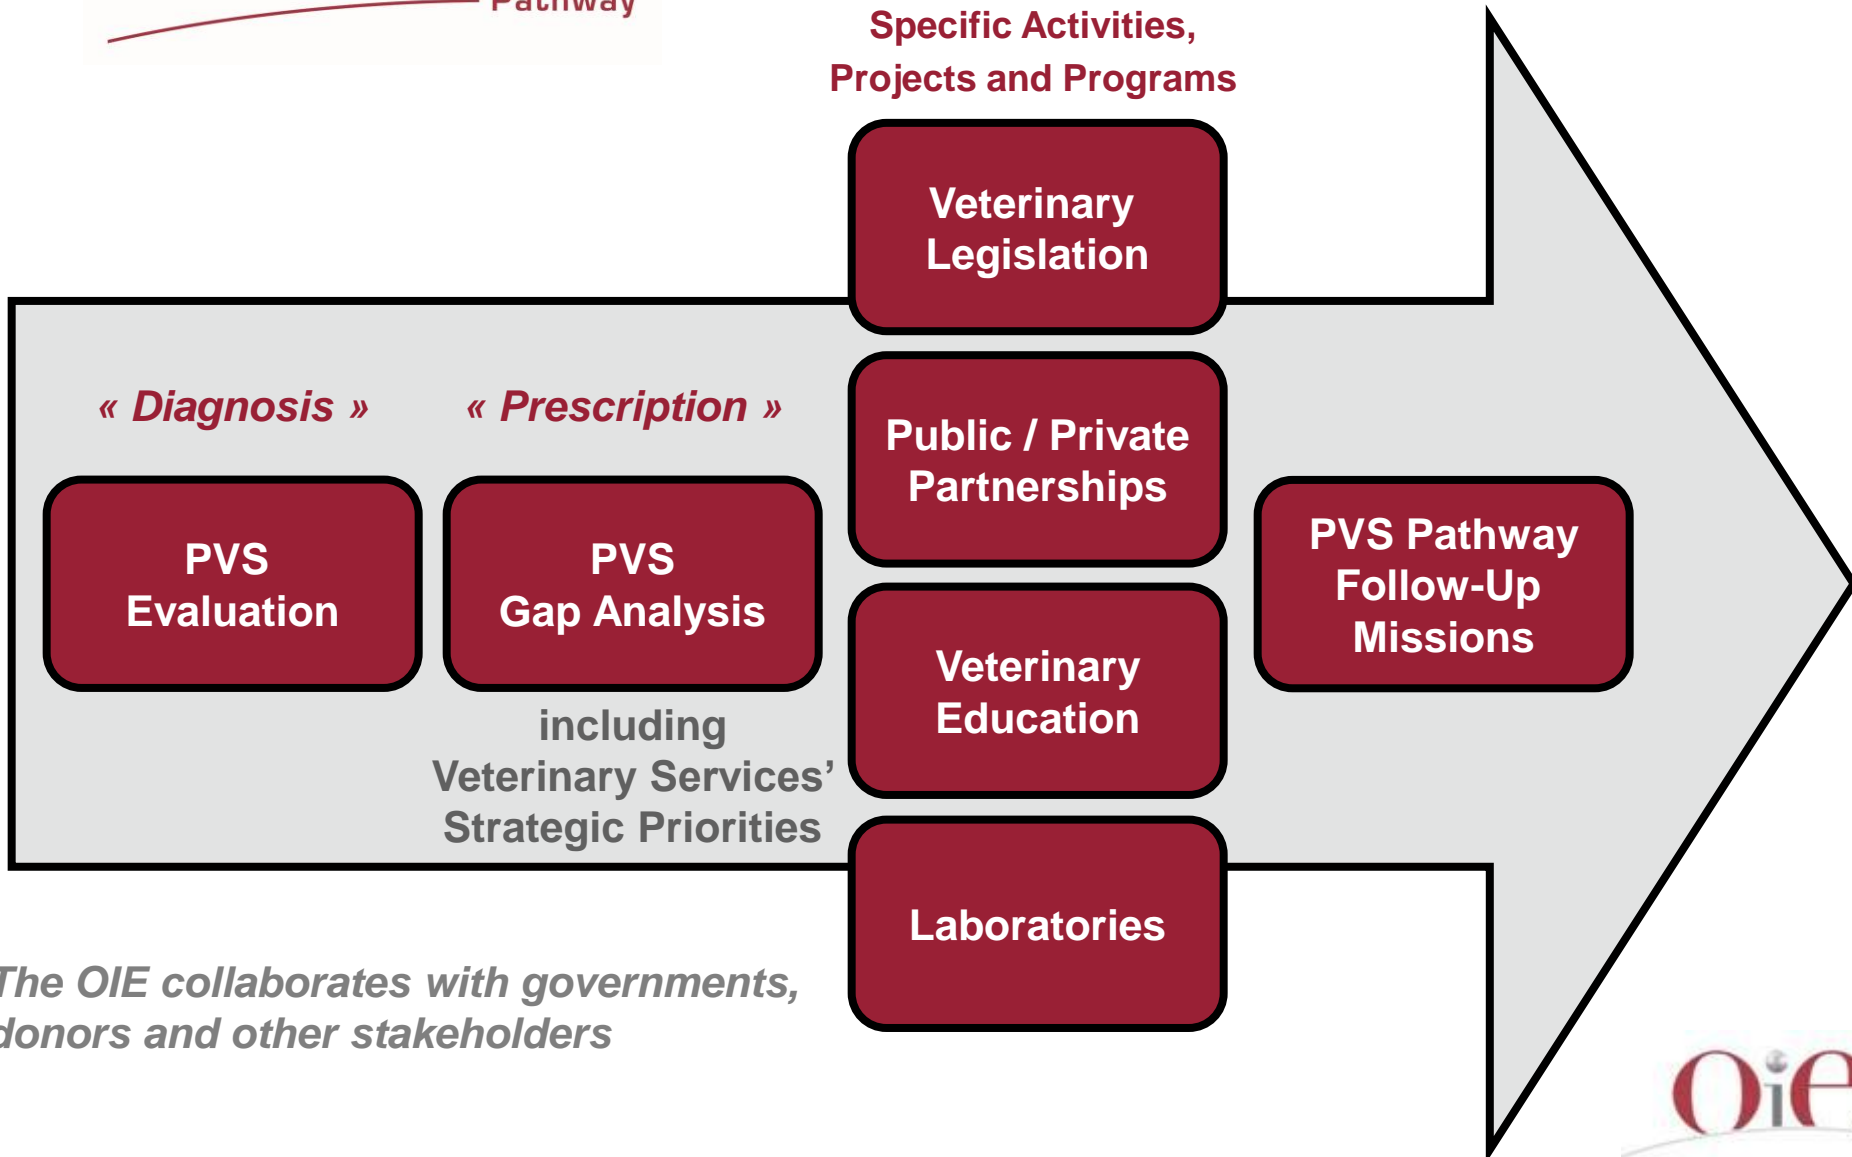 Pathway
Specific Activities,
Projects and Programs
Veterinary
Legislation
« Diagnosis »
« Prescription »
Public / Private
Partnerships
PVS
Evaluation
PVS
Gap Analysis
PVS Pathway
Follow-Up
Missions
including
Veterinary Services’
Strategic Priorities
Veterinary
Education
Laboratories
The OIE collaborates with governments,
donors and other stakeholders
OiE